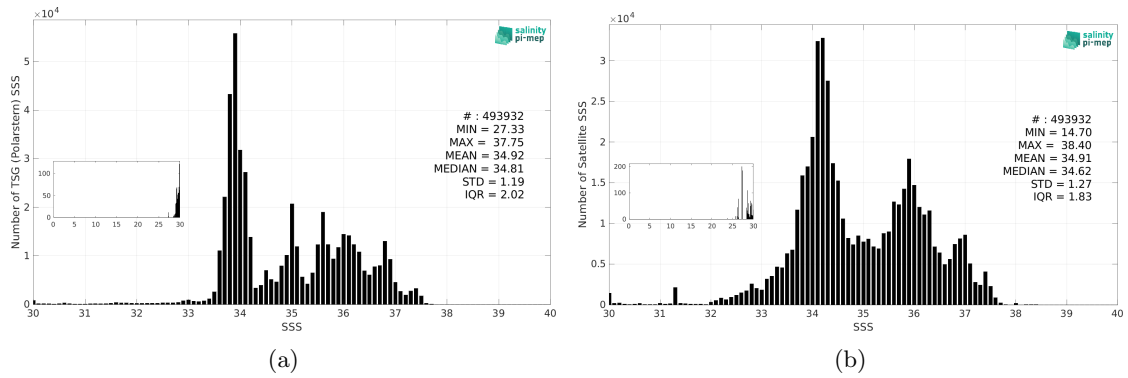 ×10⁴
salinity
pi-mep
Number of TSG (Polarstern) SSS
# : 493932
MIN = 27.33
MAX = 37.75
MEAN = 34.92
MEDIAN = 34.81
STD = 1.19
IQR = 2.02
5
4
3
2
1
0
100
50
0
0 5 10 15 20 25 30
30 31 32 33 34 35 36 37 38 39 40
SSS
(a)
×10⁴
salinity
pi-mep
Number of Satellite SSS
# : 493932
MIN = 14.70
MAX = 38.40
MEAN = 34.91
MEDIAN = 34.62
STD = 1.27
IQR = 1.83
3
2.5
2
1.5
1
0.5
0
200
100
0
0 5 10 15 20 25 30
30 31 32 33 34 35 36 37 38 39 40
SSS
(b)